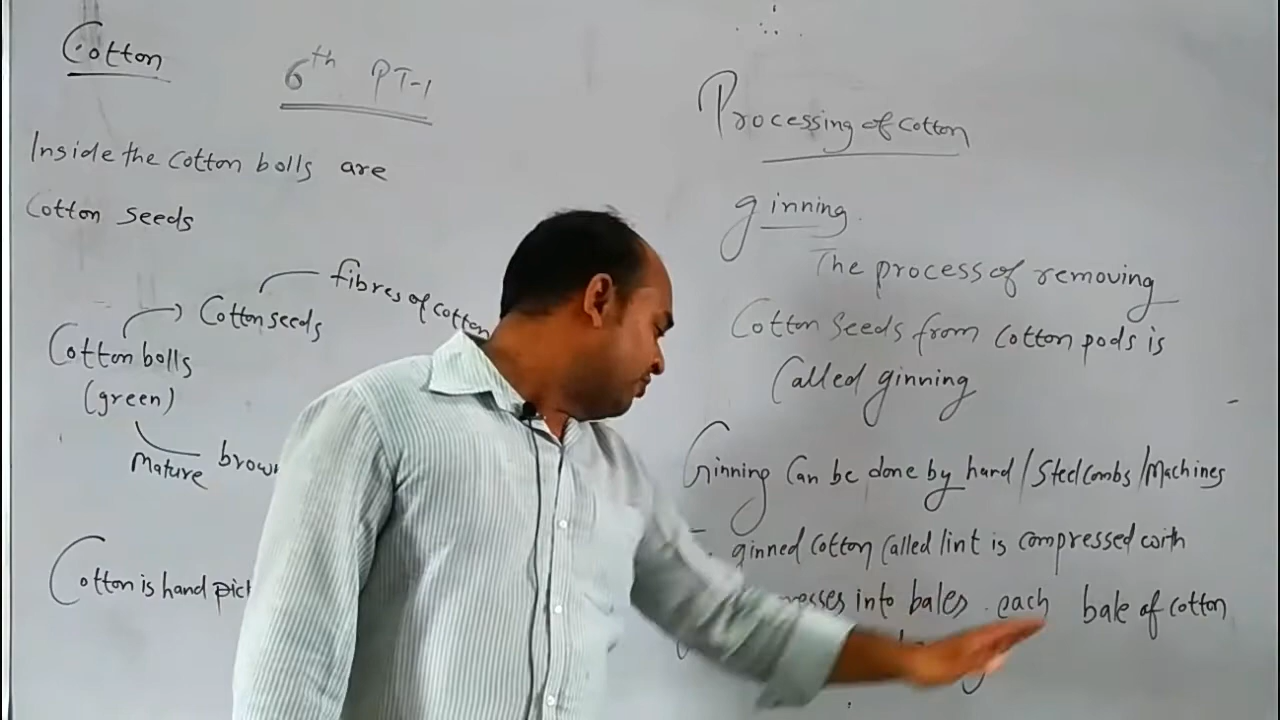 Cotton
6th PT-1
Inside the cotton bolls are
Cotton seeds
Cotton seeds
fibres of cotton
Cotton bolls
(green)
Mature
brown
Cotton is hand pick
Processing of cotton
ginning.
The process of removing
Cotton Seeds from cotton pods is
Called ginning
Ginning Can be done by hand/Steelcombs/Machines
ginned cotton Called lint is compressed with
into bales. each bale of cotton